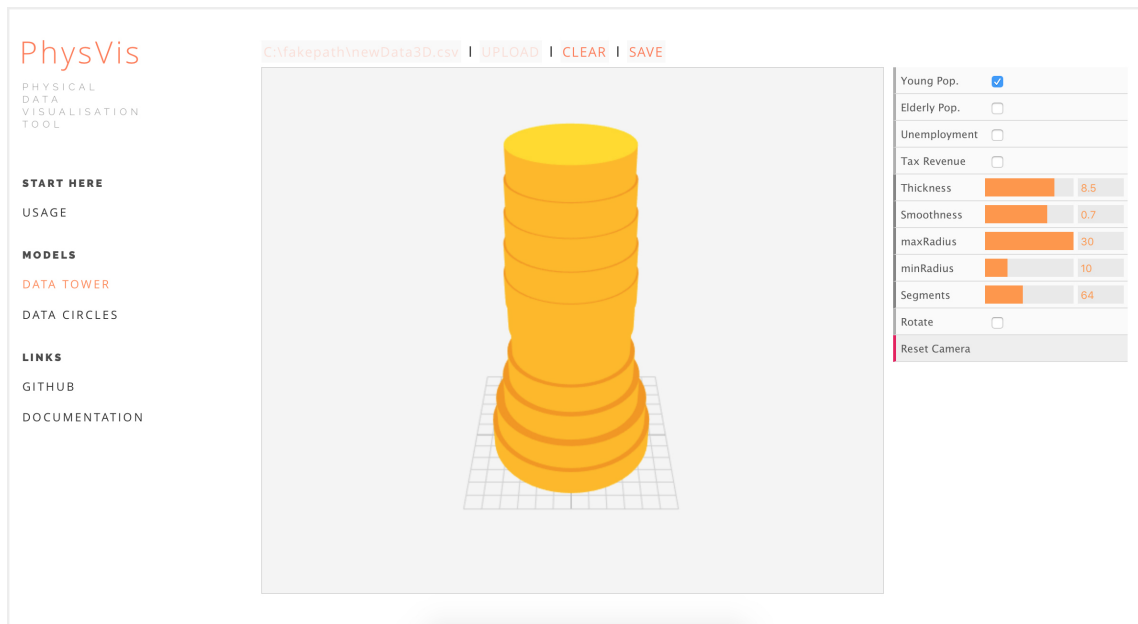 PhysVis
PHYSICAL
DATA
VISUALISATION
TOOL
START HERE
USAGE
MODELS
DATA TOWER
DATA CIRCLES
LINKS
GITHUB
DOCUMENTATION
C:\fakepath\newData3D.csv | UPLOAD | CLEAR | SAVE
Young Pop.
Elderly Pop.
Unemployment
Tax Revenue
Thickness 8.5
Smoothness 0.7
maxRadius 30
minRadius 10
Segments 64
Rotate
Reset Camera